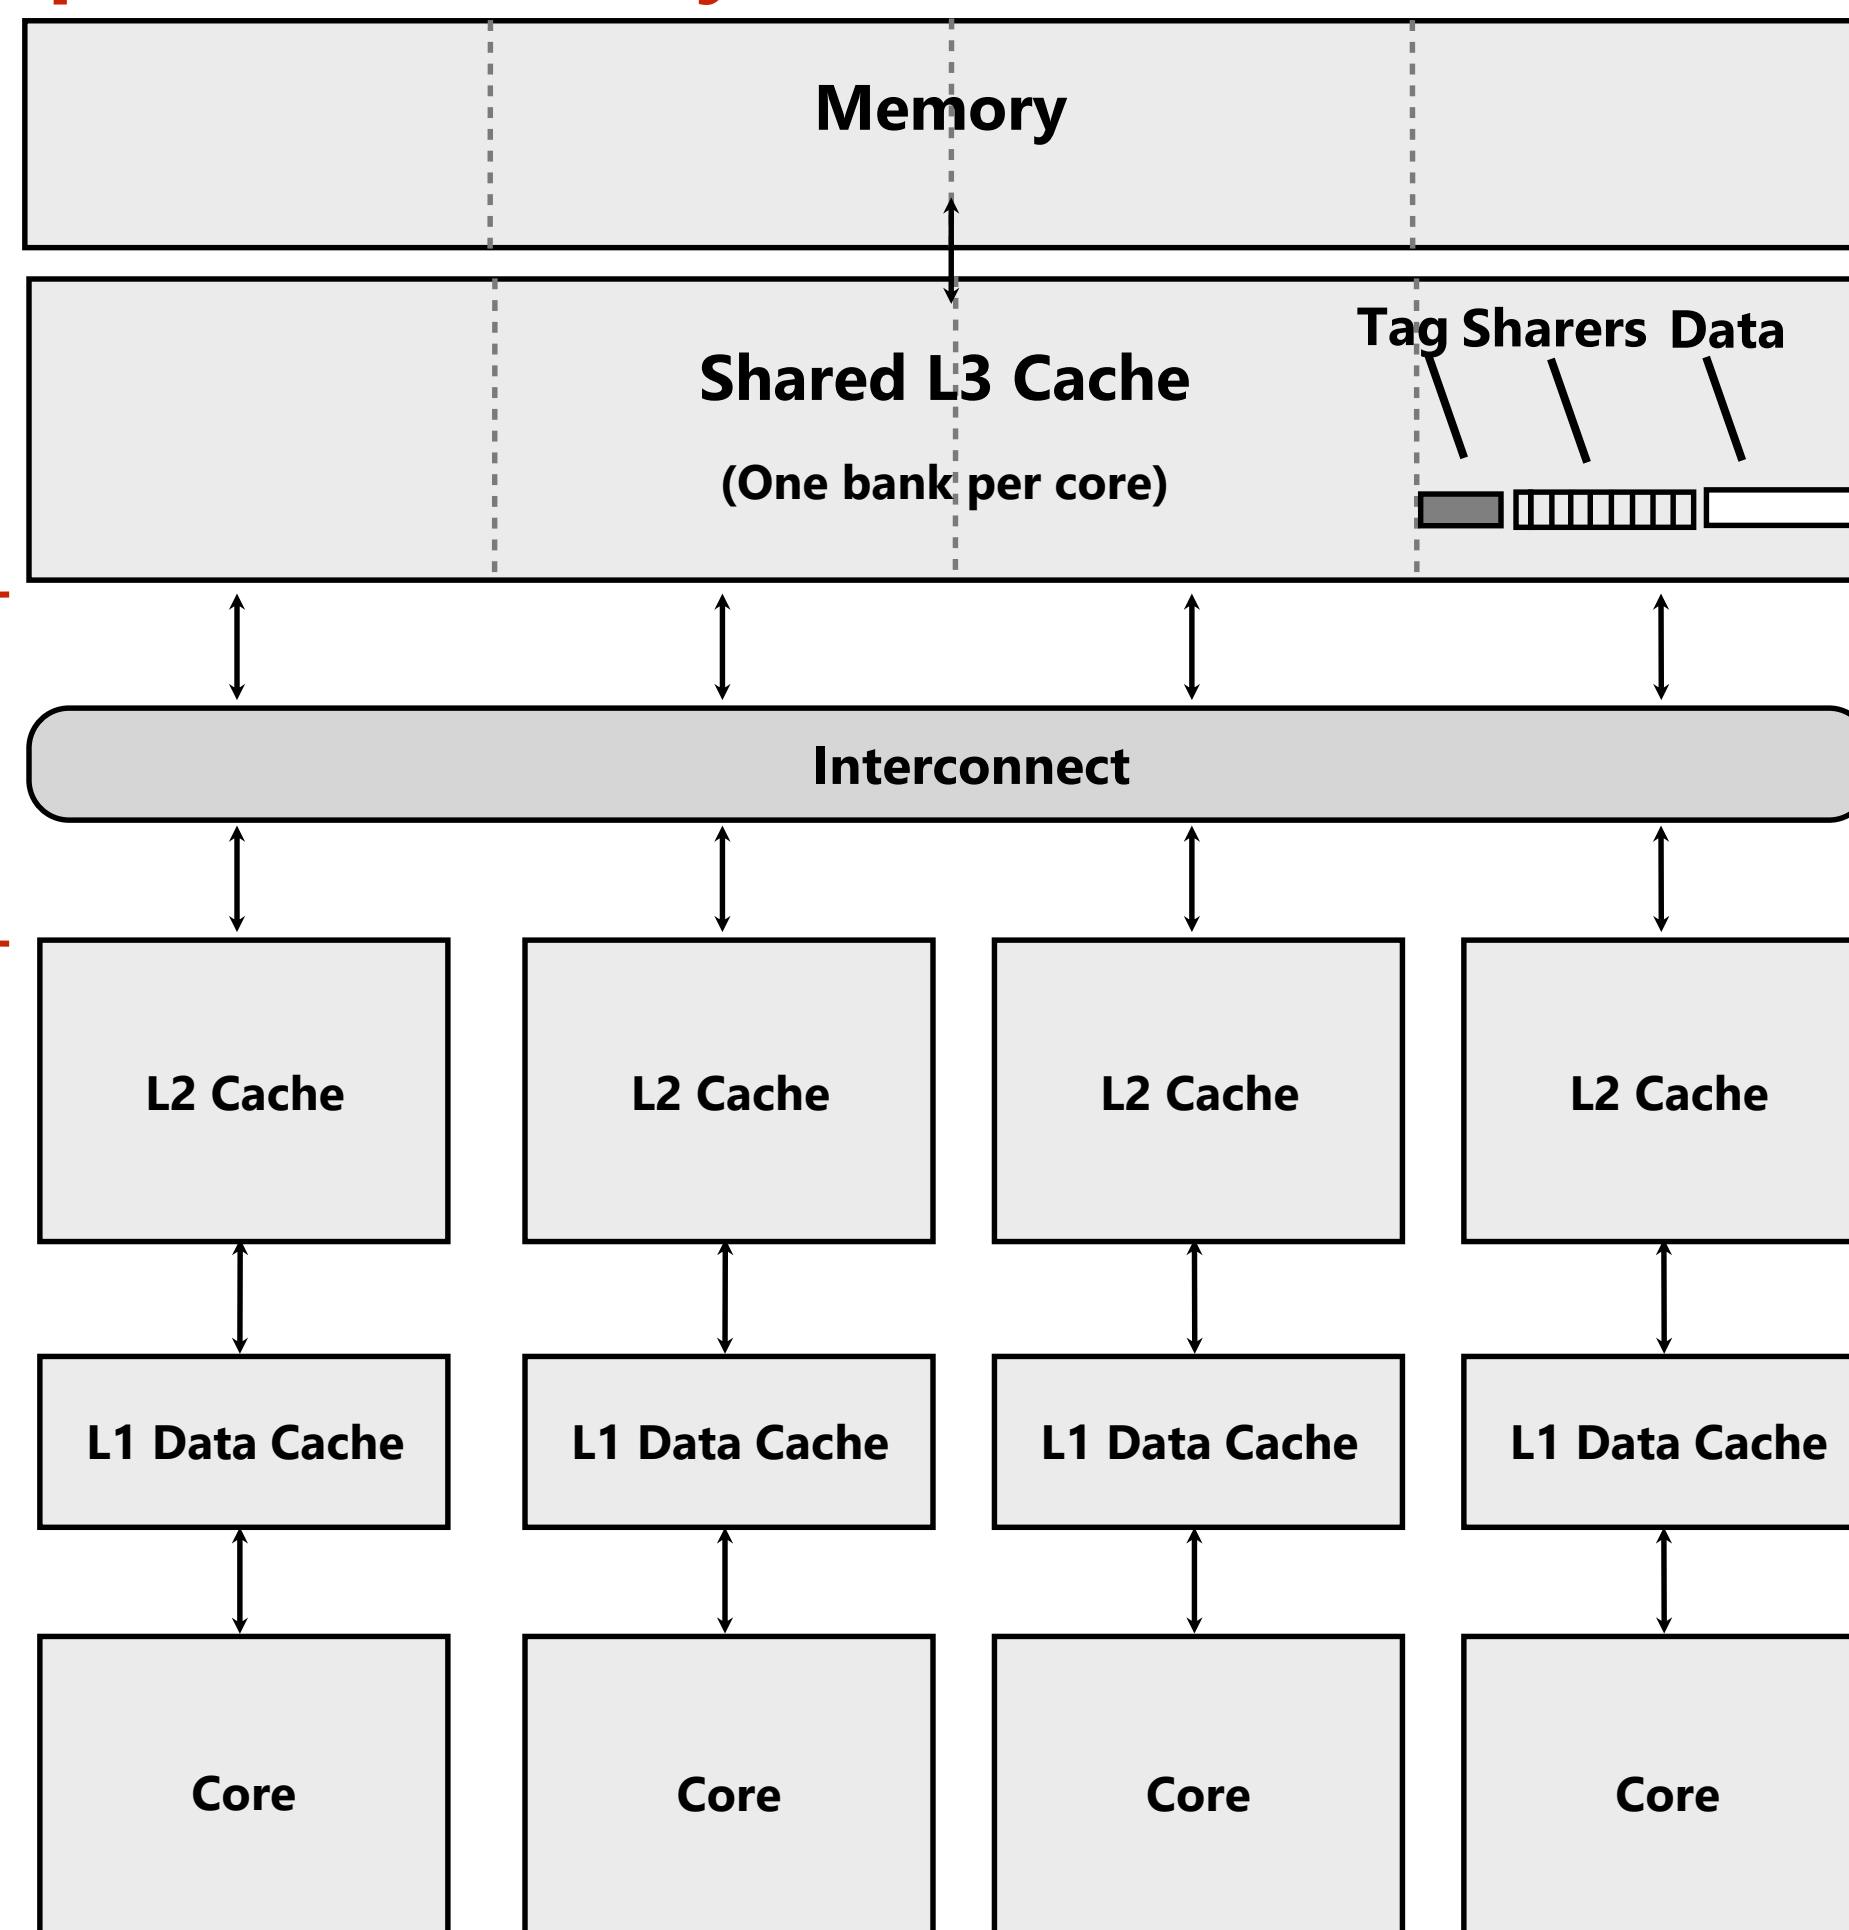 Memory
Tag Sharers Data
Shared L3 Cache
(One bank per core)
Interconnect
L2 Cache L2 Cache L2 Cache L2 Cache
L1 Data Cache L1 Data Cache L1 Data Cache L1 Data Cache
Core Core Core Core